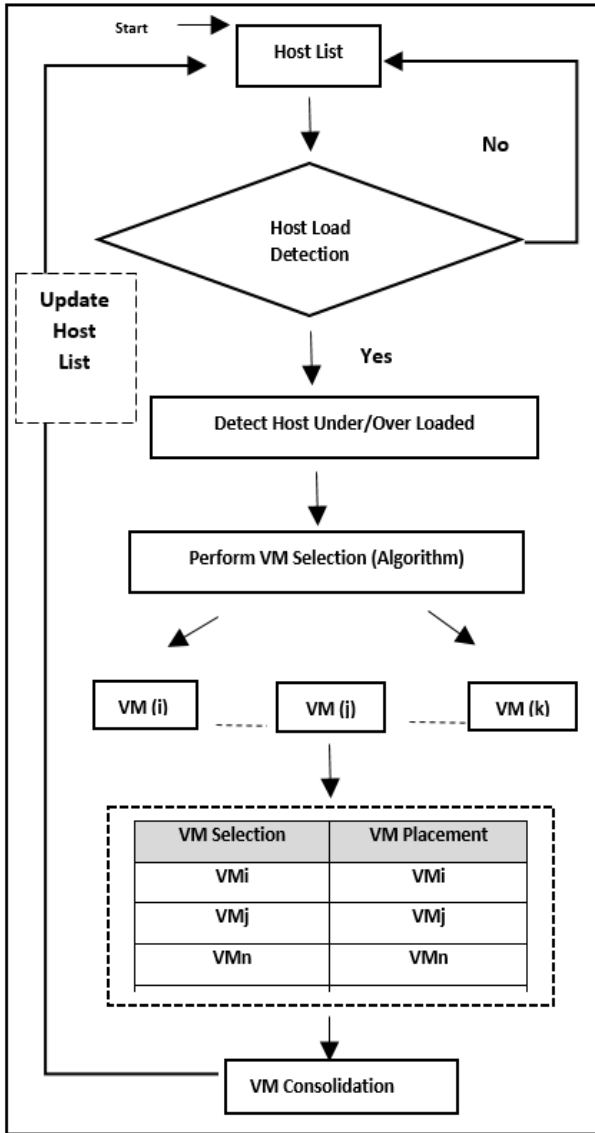 Start
Host List
No
Host Load
Detection
Update
Host
List
Yes
Detect Host Under/Over Loaded
Perform VM Selection (Algorithm)
VM (i)
VM (j)
VM (k)
VM Selection VM Placement
VMi VMi
VMj VMj
VMn VMn
VM Consolidation